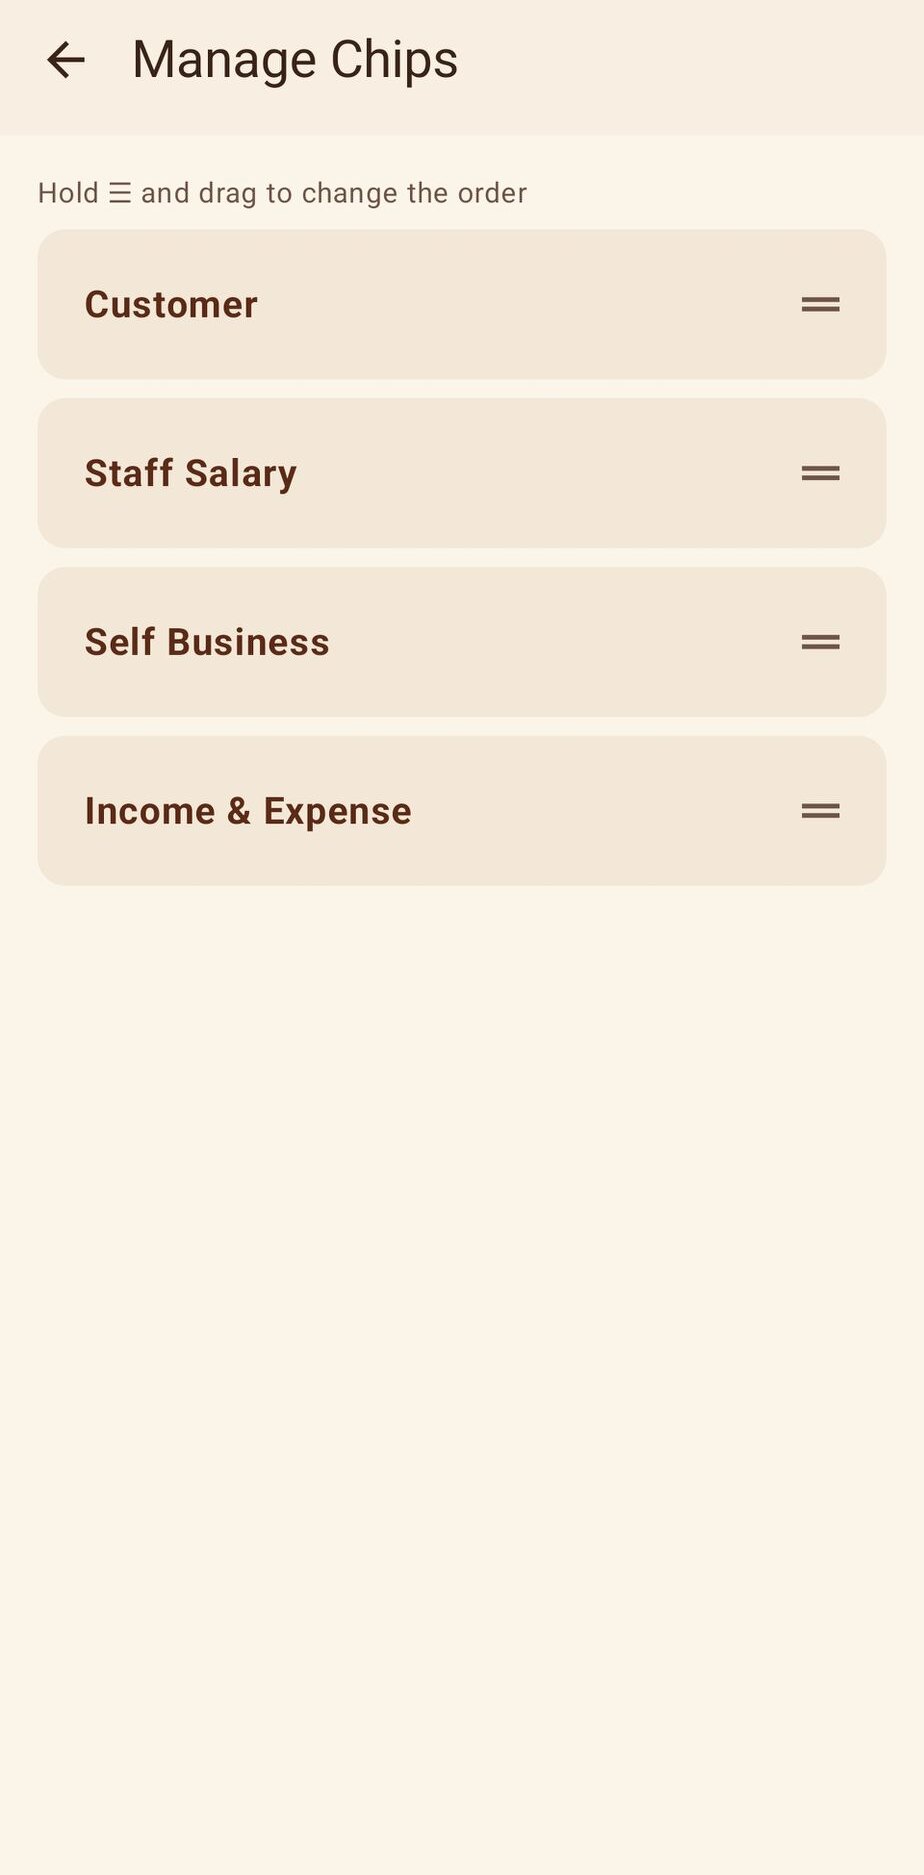 Manage Chips
Hold ☰ and drag to change the order
Customer
Staff Salary
Self Business
Income & Expense